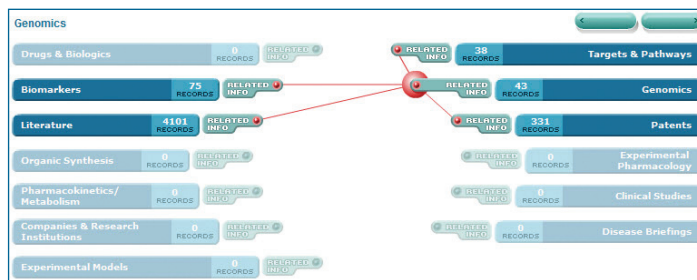 Genomics
Drugs & Biologics 0 RECORDS RELATED INFO
RELATED INFO 38 RECORDS Targets & Pathways
Biomarkers 75 RECORDS RELATED INFO
RELATED INFO 43 RECORDS Genomics
Literature 4101 RECORDS RELATED INFO
RELATED INFO 331 RECORDS Patents
Organic Synthesis 0 RECORDS RELATED INFO
RELATED INFO 0 RECORDS Experimental
Pharmacology
Pharmacokinetics/
Metabolism 0 RECORDS RELATED INFO
RELATED INFO 0 RECORDS Clinical Studies
Companies & Research
Institutions 0 RECORDS RELATED INFO
RELATED INFO 0 RECORDS Disease Briefings
Experimental Models 0 RECORDS RELATED INFO